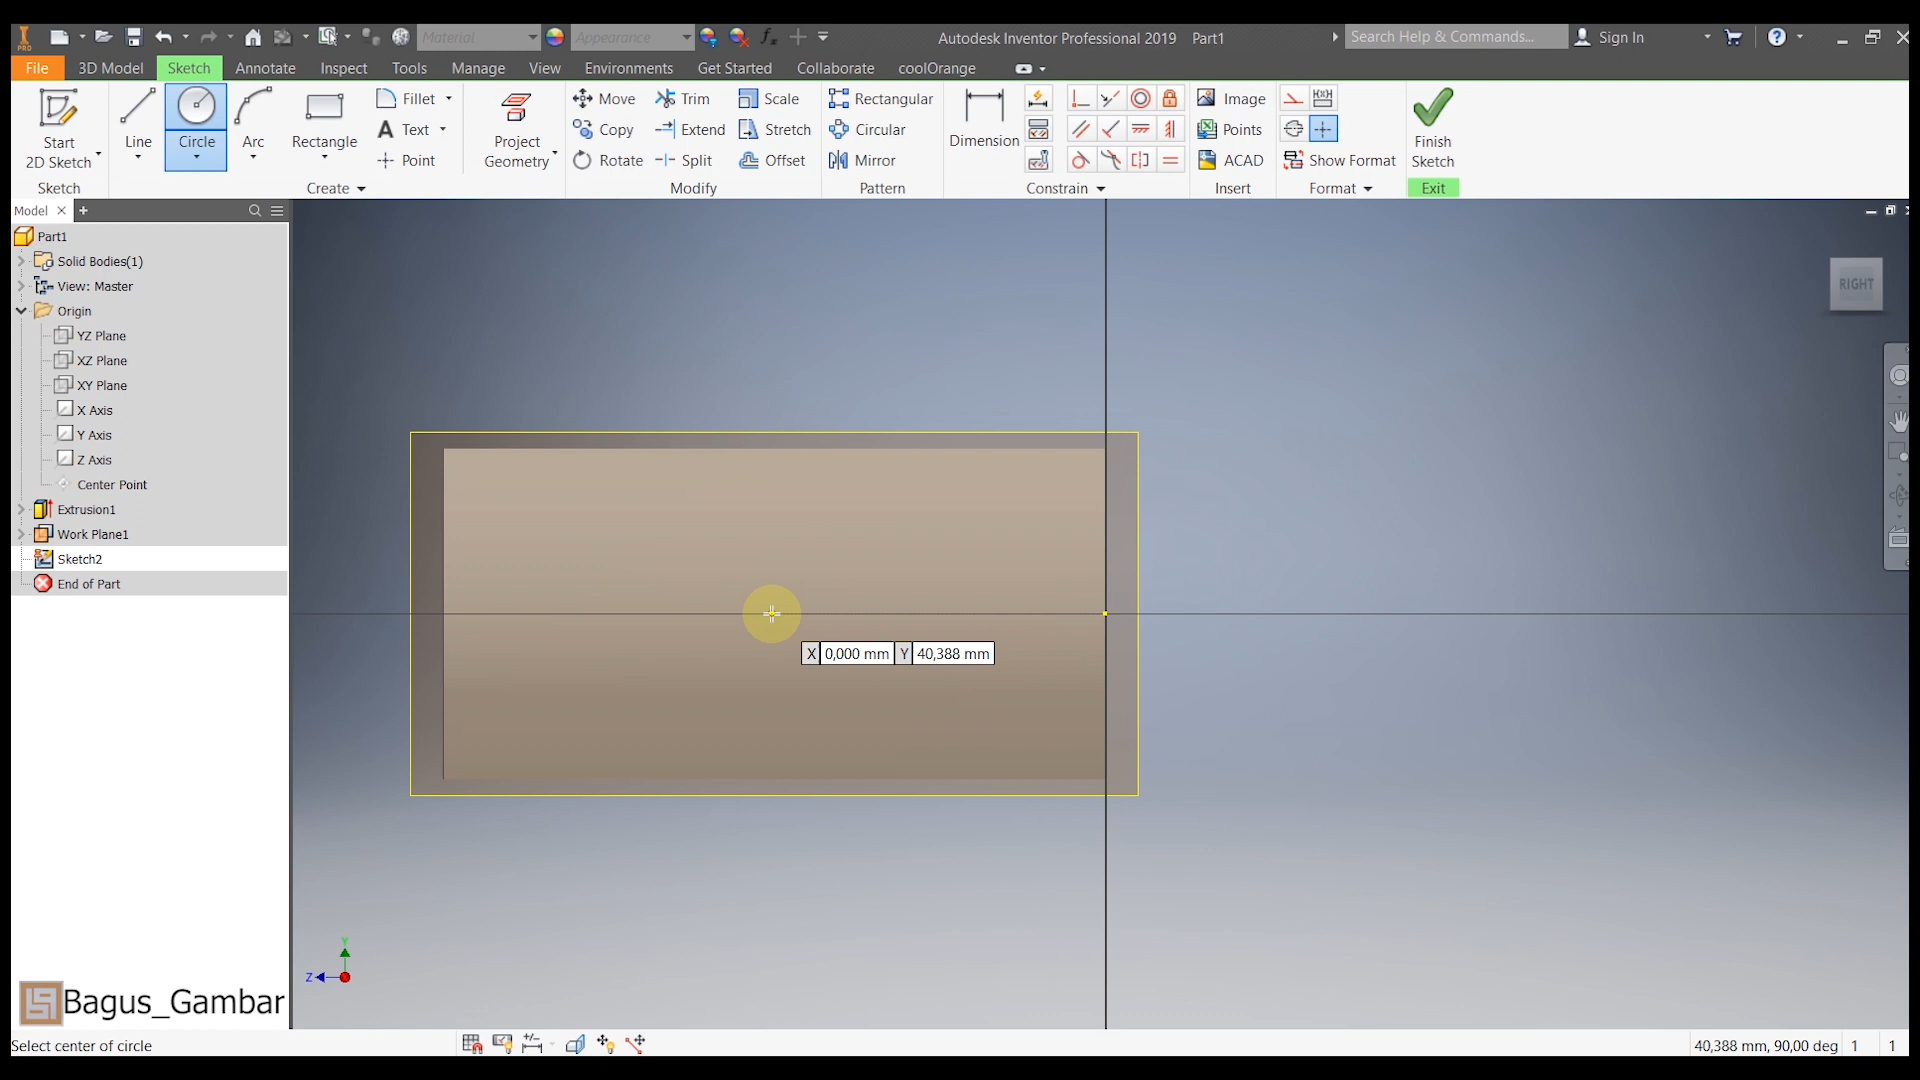 PRO
Material
Appearance
Autodesk Inventor Professional 2019 Part1
Search Help & Commands...
Sign In
File 3D Model Sketch Annotate Inspect Tools Manage View Environments Get Started Collaborate coolOrange
Start
2D Sketch
Line
Circle
Arc
Rectangle
Fillet
Text
Point
Project
Geometry
Move
Copy
Rotate
Trim
Extend
Split
Scale
Stretch
Offset
Rectangular
Circular
Mirror
Dimension
Image
Points
ACAD
Show Format
Finish
Sketch
Sketch Create Modify Pattern Constrain Insert Format Exit
Model
Part1
Solid Bodies(1)
View: Master
Origin
YZ Plane
XZ Plane
XY Plane
X Axis
Y Axis
Z Axis
Center Point
Extrusion1
Work Plane1
Sketch2
End of Part
RIGHT
X 0,000 mm Y 40,388 mm
Y
Z
Bagus_Gambar
Select center of circle
40,388 mm, 90,00 deg 1 1